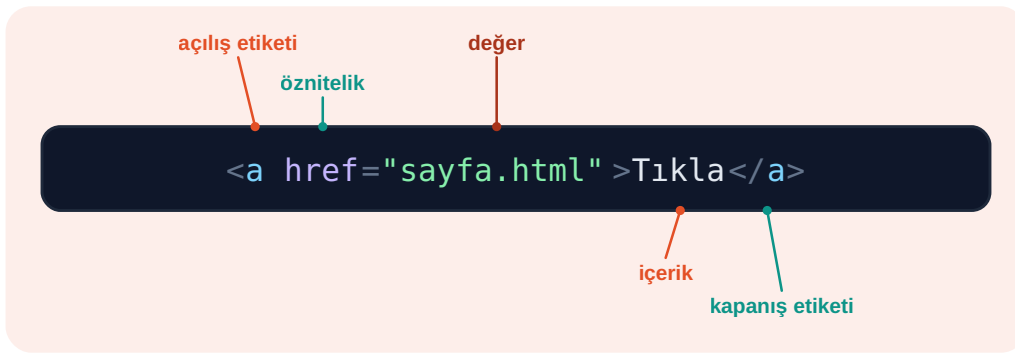 açılış etiketi
değer
öznitelik
<a href="sayfa.html">Tıkla</a>
içerik
kapanış etiketi